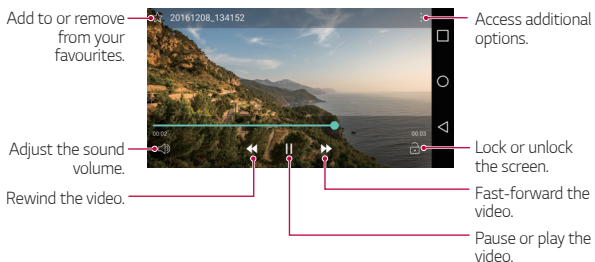 Add to or remove
from your
favourites.
20161208_134152
Access additional
options.
00:02
00:03
Adjust the sound
volume.
Lock or unlock
the screen.
Rewind the video.
Fast-forward the
video.
Pause or play the
video.